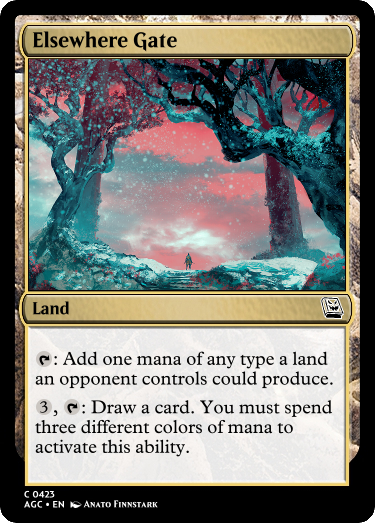 Elsewhere Gate
Land
: Add one mana of any type a land
an opponent controls could produce.
3, : Draw a card. You must spend
three different colors of mana to
activate this ability.
C 0423
AGC • EN Anato Finnstark